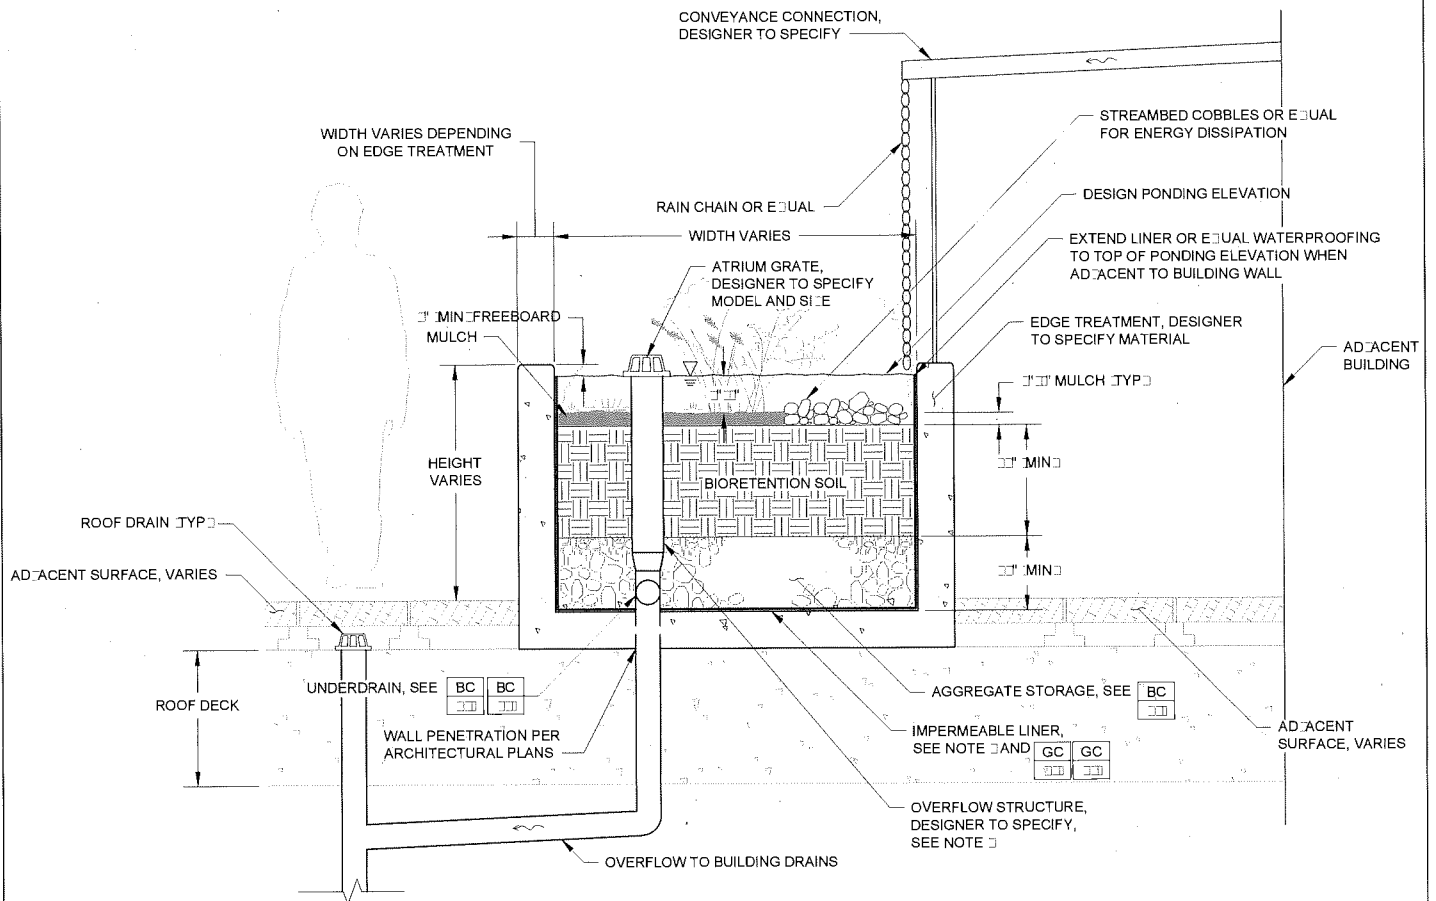 CONVEYANCE CONNECTION,
DESIGNER TO SPECIFY
STREAMBED COBBLES OR E□UAL
FOR ENERGY DISSIPATION
WIDTH VARIES DEPENDING
ON EDGE TREATMENT
DESIGN PONDING ELEVATION
RAIN CHAIN OR E□UAL
WIDTH VARIES
EXTEND LINER OR E□UAL WATERPROOFING
TO TOP OF PONDING ELEVATION WHEN
AD□ACENT TO BUILDING WALL
ATRIUM GRATE,
DESIGNER TO SPECIFY
MODEL AND SI□E
□" □MIN□FREEBOARD
MULCH
EDGE TREATMENT, DESIGNER
TO SPECIFY MATERIAL
AD□ACENT
BUILDING
□"□□" MULCH □TYP□
□"□□"
HEIGHT
VARIES
□□" □MIN□
BIORETENTION SOIL
ROOF DRAIN □TYP□
AD□ACENT SURFACE, VARIES
□□" □MIN□
UNDERDRAIN, SEE BC BC
□□□ □□□
AGGREGATE STORAGE, SEE BC
□□□
ROOF DECK
WALL PENETRATION PER
ARCHITECTURAL PLANS
IMPERMEABLE LINER,
SEE NOTE □ AND GC GC
□□□ □□□
AD□ACENT
SURFACE, VARIES
OVERFLOW STRUCTURE,
DESIGNER TO SPECIFY,
SEE NOTE □
OVERFLOW TO BUILDING DRAINS